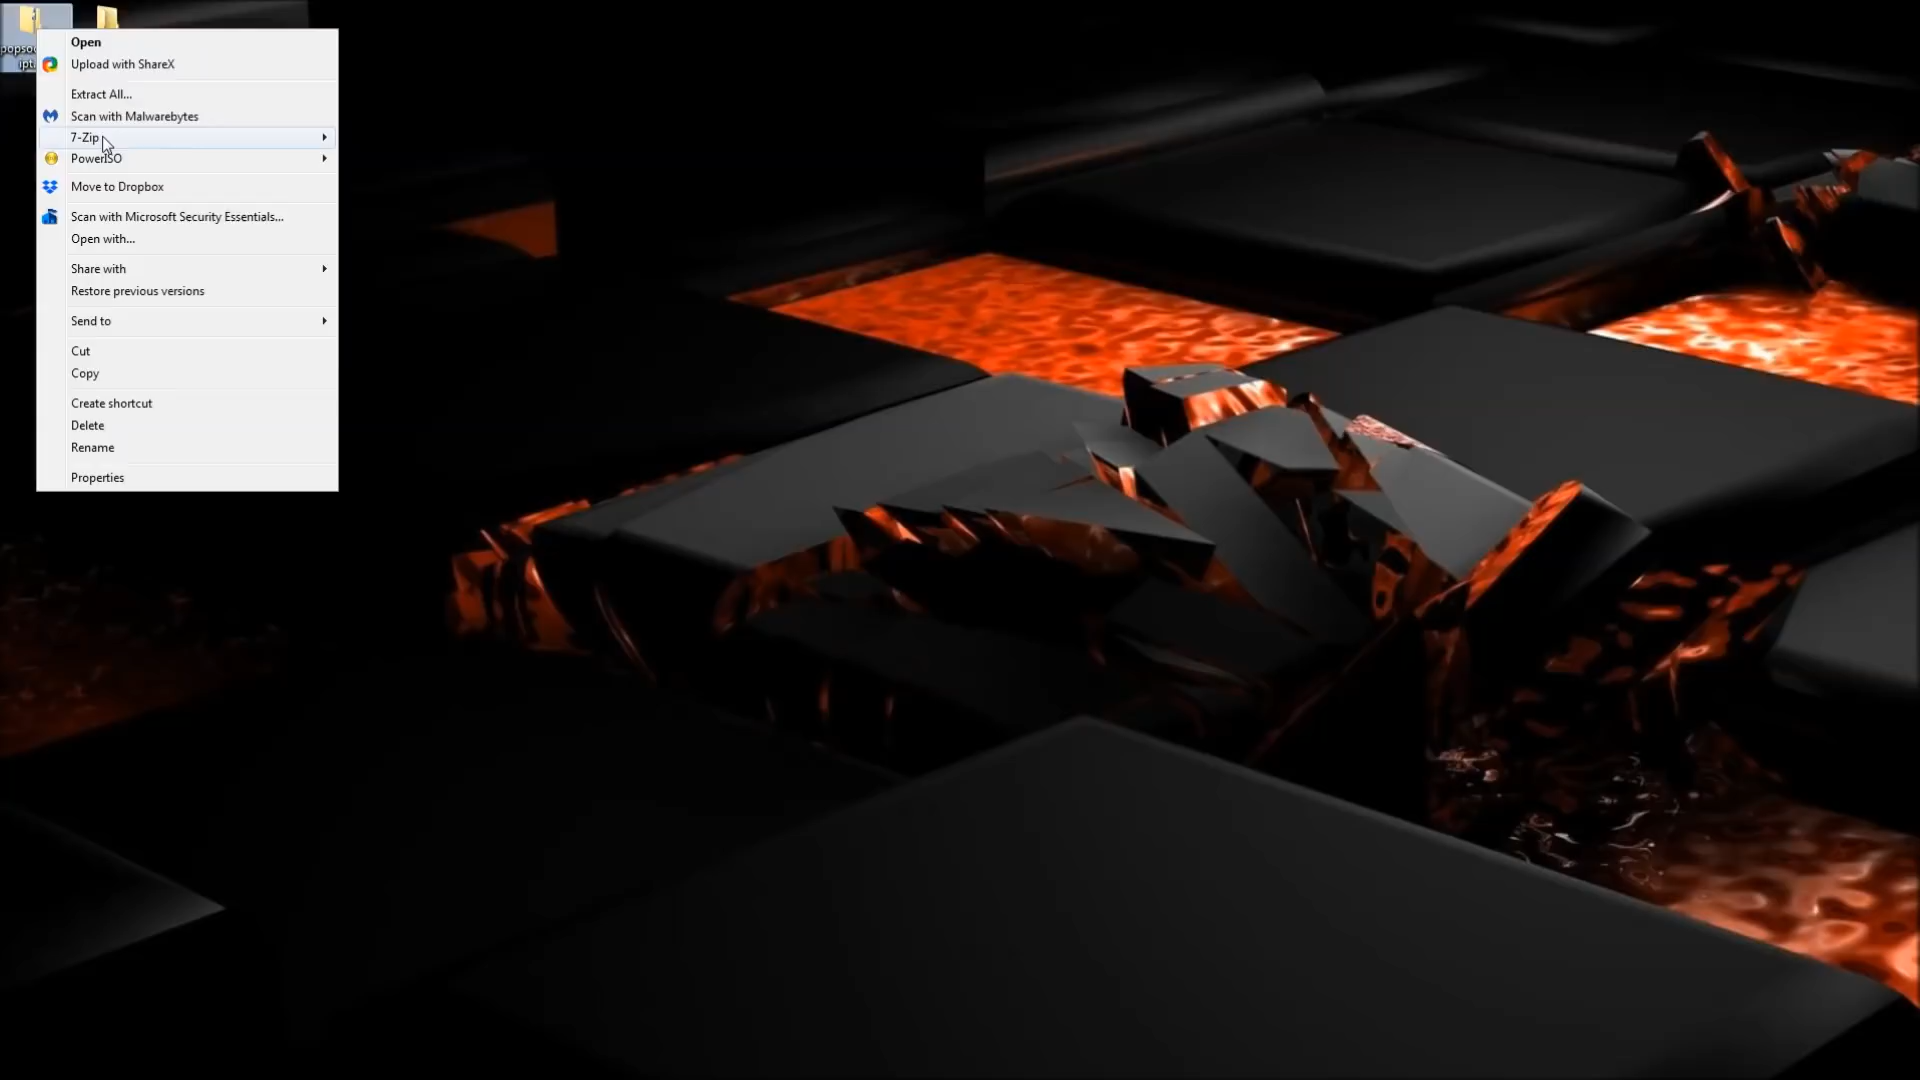 Open
Upload with ShareX
Extract All...
Scan with Malwarebytes
7-Zip
PowerISO
Move to Dropbox
Scan with Microsoft Security Essentials...
Open with...
Share with
Restore previous versions
Send to
Cut
Copy
Create shortcut
Delete
Rename
Properties